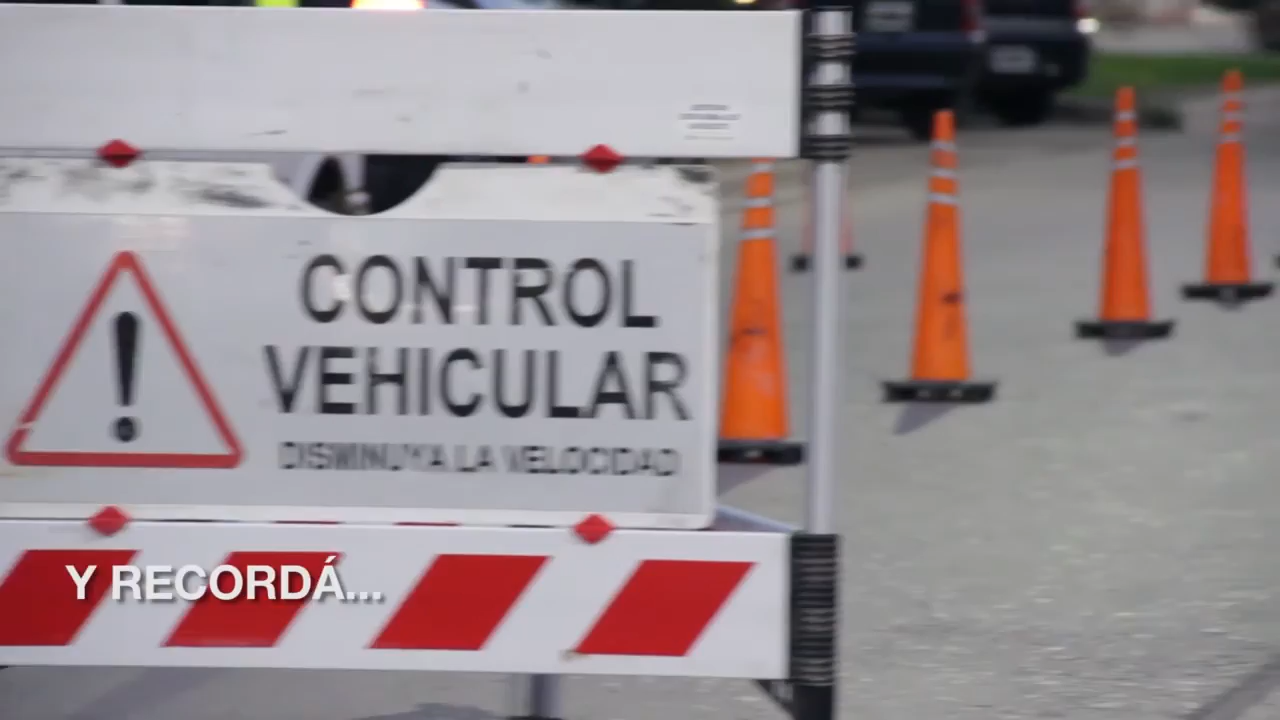 CONTROL
VEHICULAR
DISMINUYA LA VELOCIDAD
Y RECORDÁ...